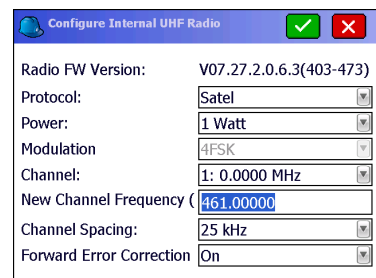 Configure Internal UHF Radio
Radio FW Version: V07.27.2.0.6.3(403-473)
Protocol: Satel
Power: 1 Watt
Modulation 4FSK
Channel: 1: 0.0000 MHz
New Channel Frequency ( 461.00000
Channel Spacing: 25 kHz
Forward Error Correction On